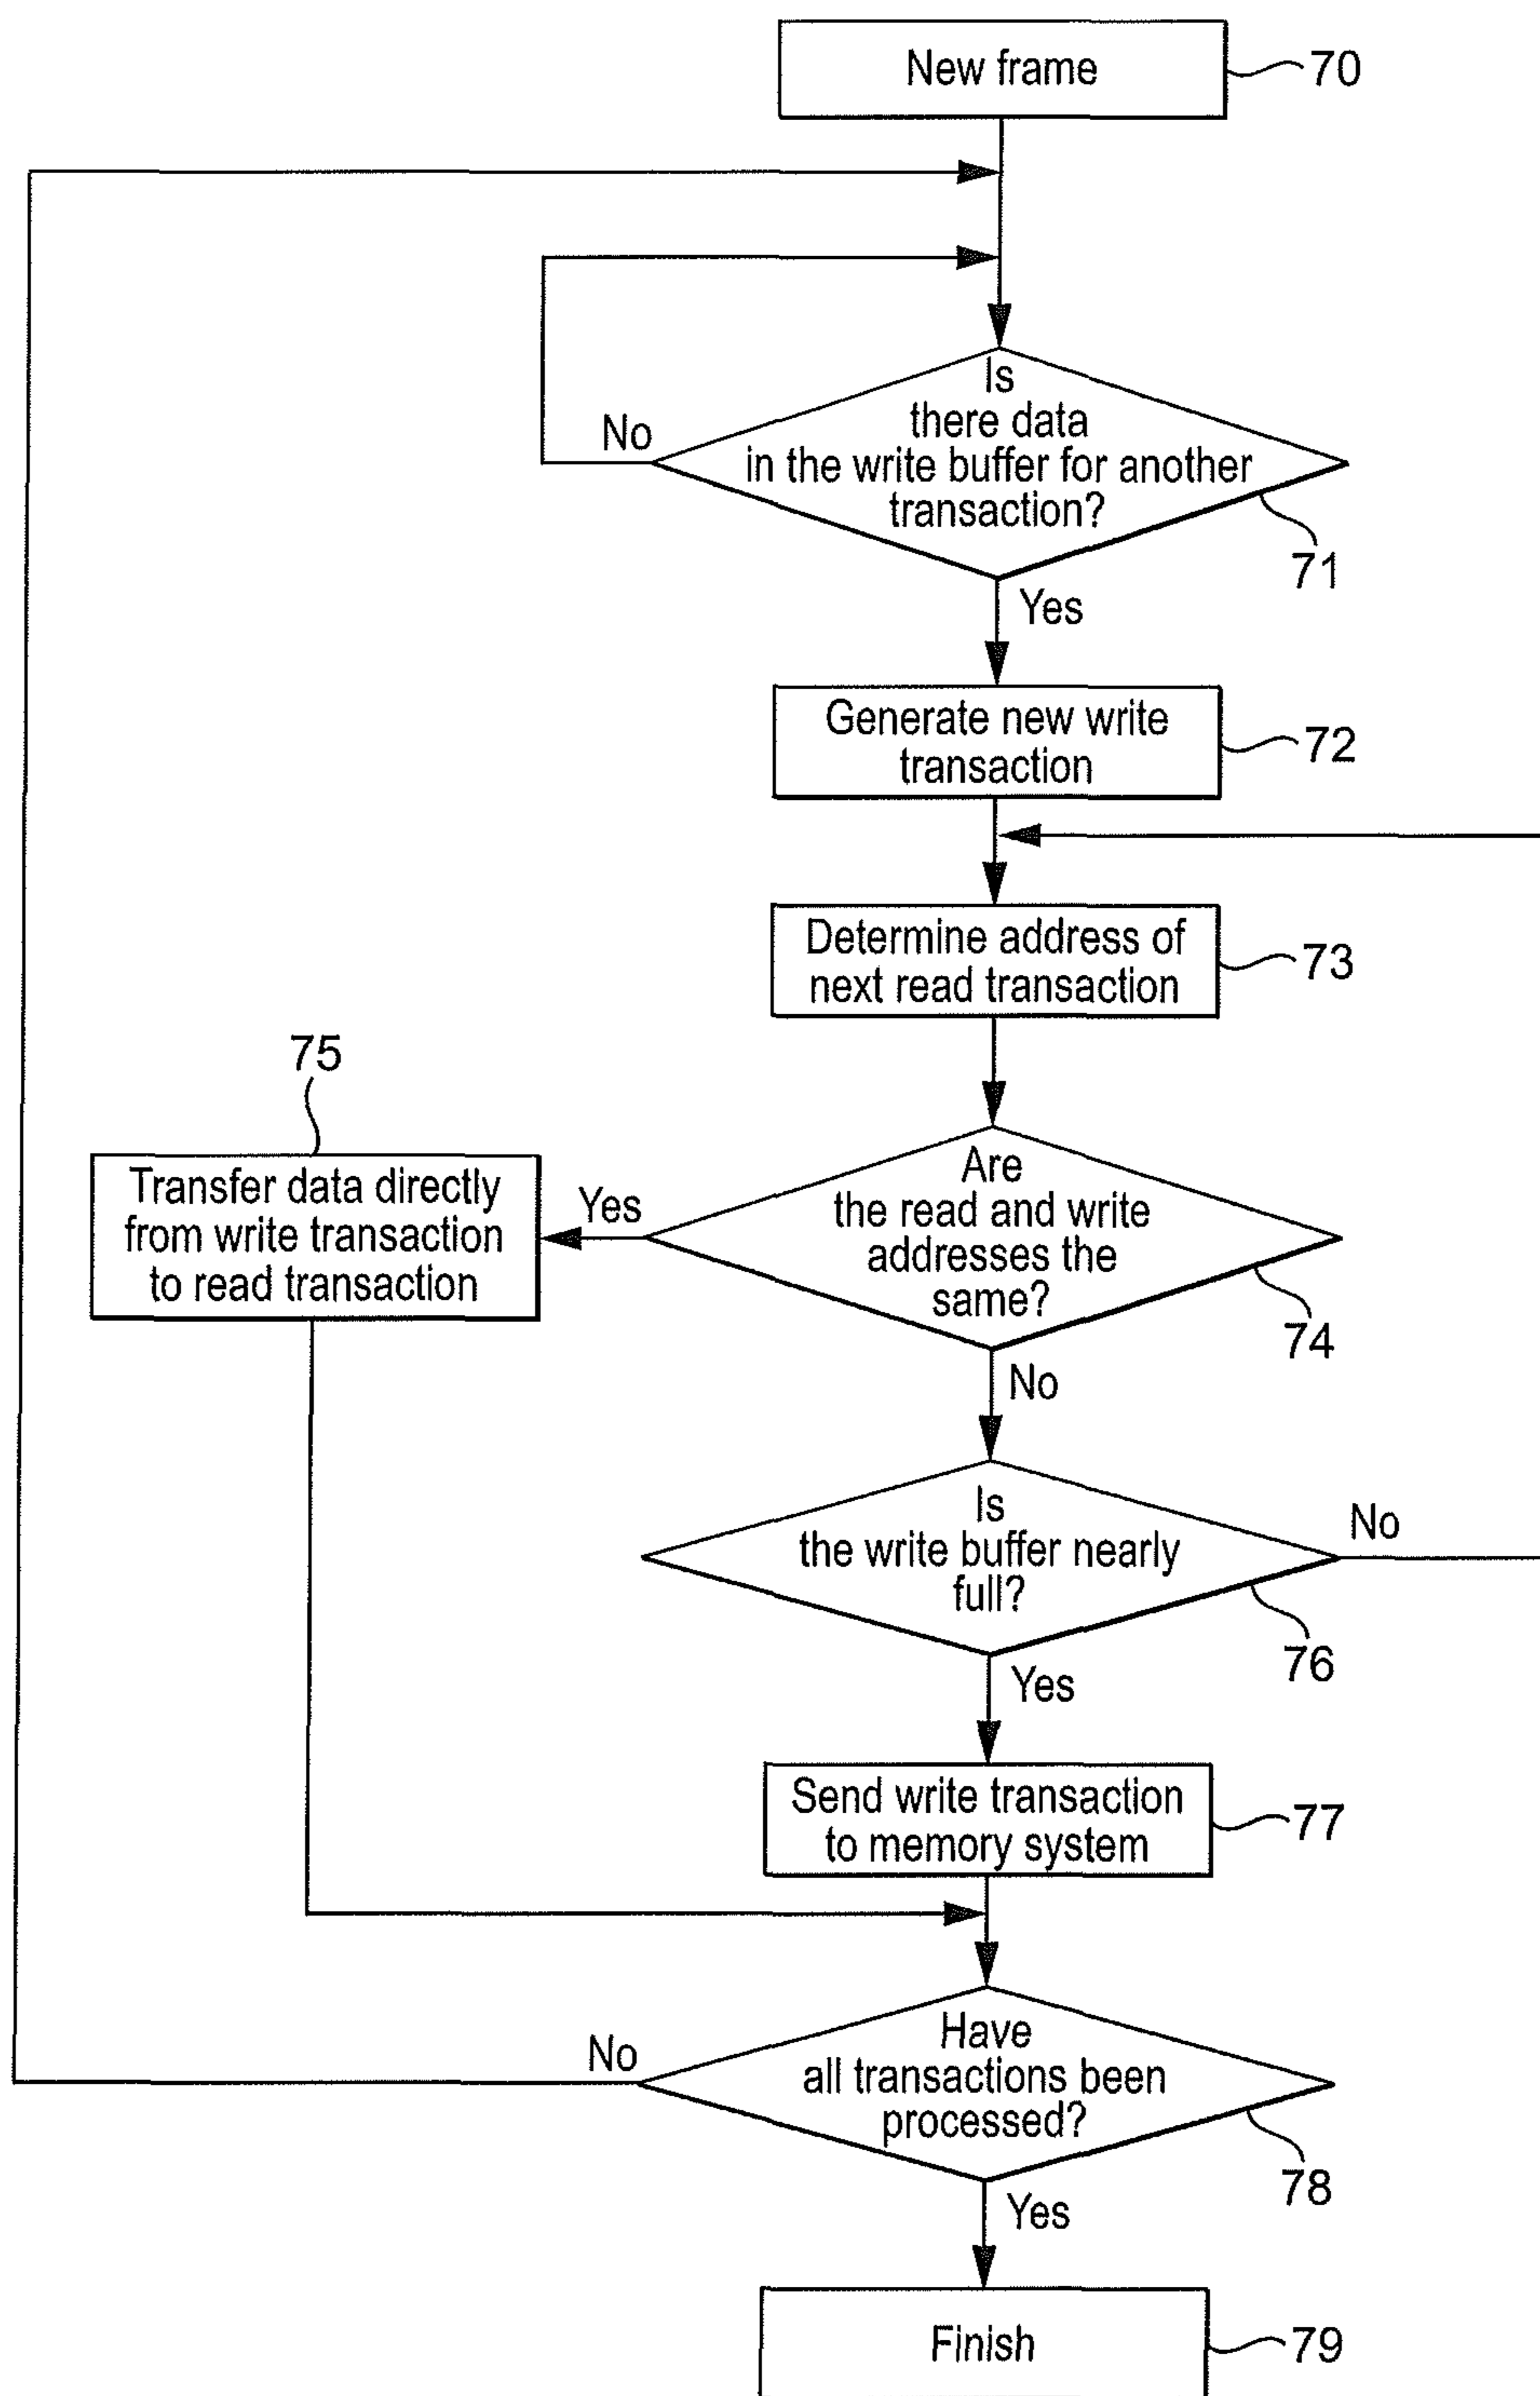 New frame
70
Is
there data
in the write buffer for another
transaction?
No
71
Yes
Generate new write
transaction
72
Determine address of
next read transaction
73
75
Transfer data directly
from write transaction
to read transaction
Yes
Are
the read and write
addresses the
same?
74
No
Is
the write buffer nearly
full?
No
76
Yes
Send write transaction
to memory system
77
No
Have
all transactions been
processed?
78
Yes
Finish
79